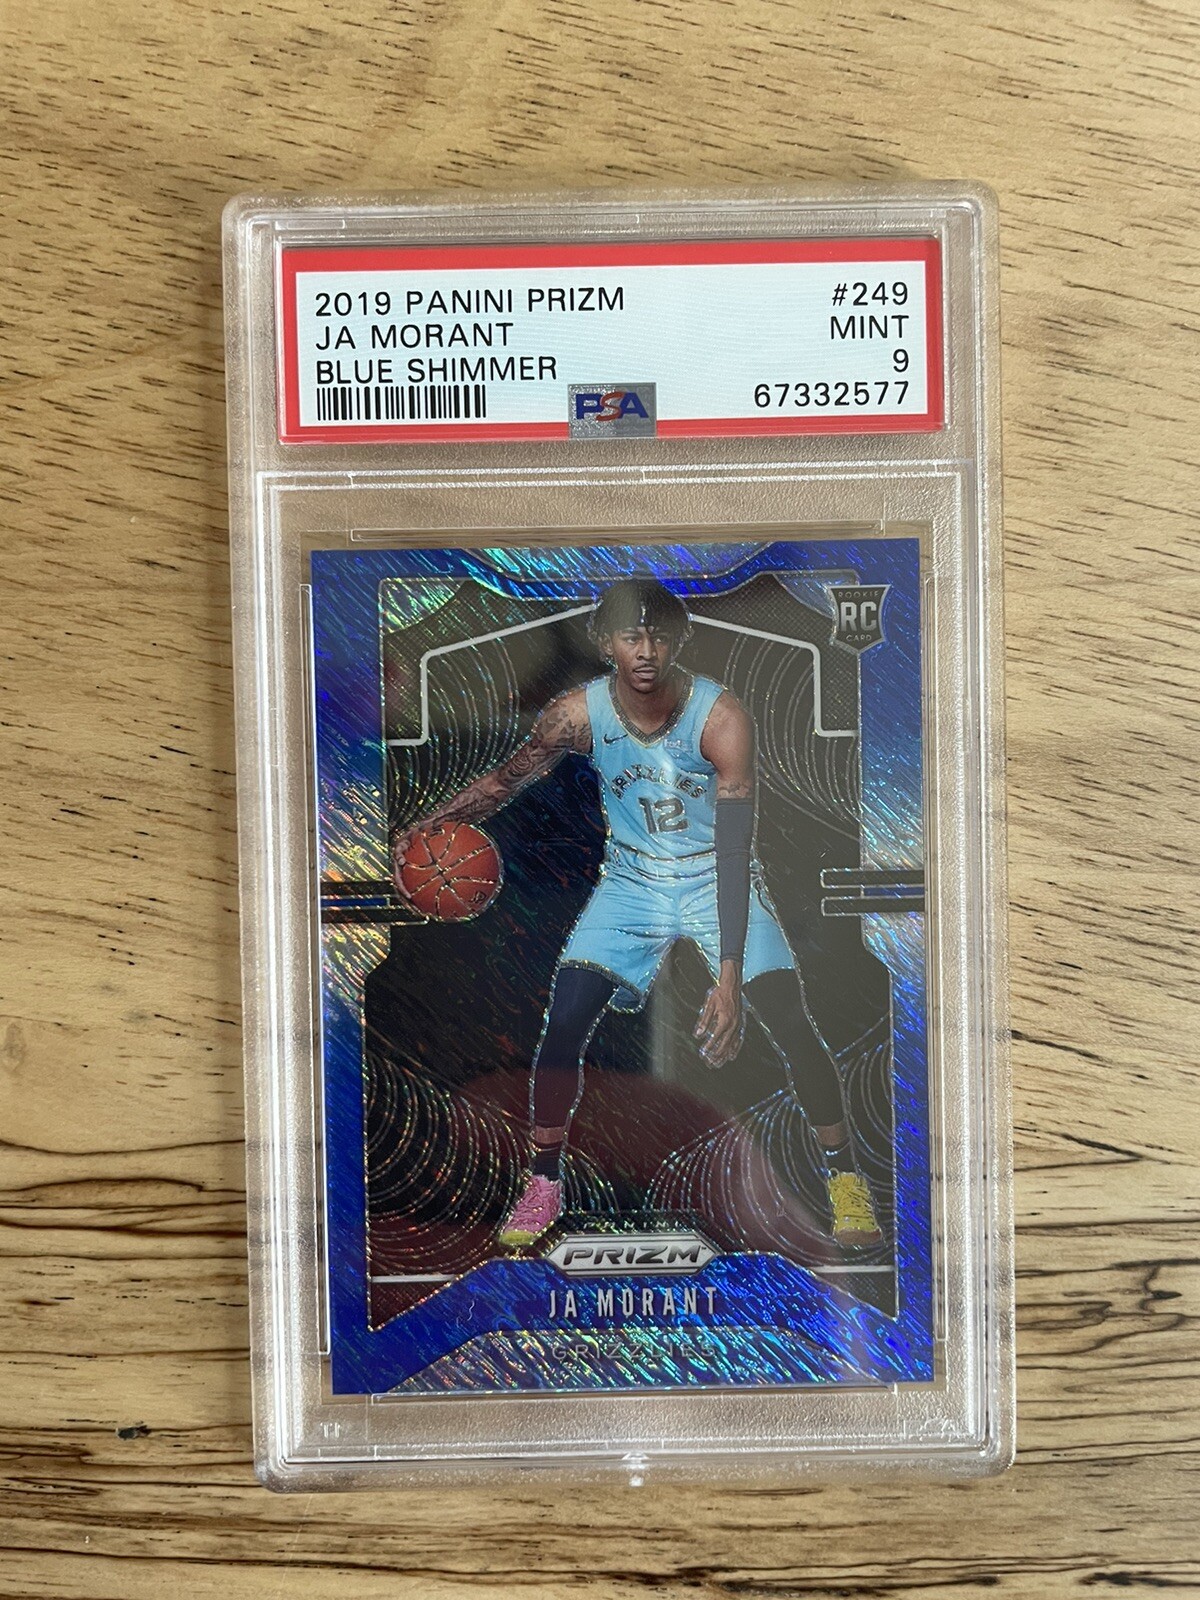 2019 PANINI PRIZM #249
JA MORANT MINT
BLUE SHIMMER 9
67332577
PSA
ROOKIE
RC
CARD
GRIZZLIES
12
PANINI
PRIZM
JA MORANT
GRIZZLIES